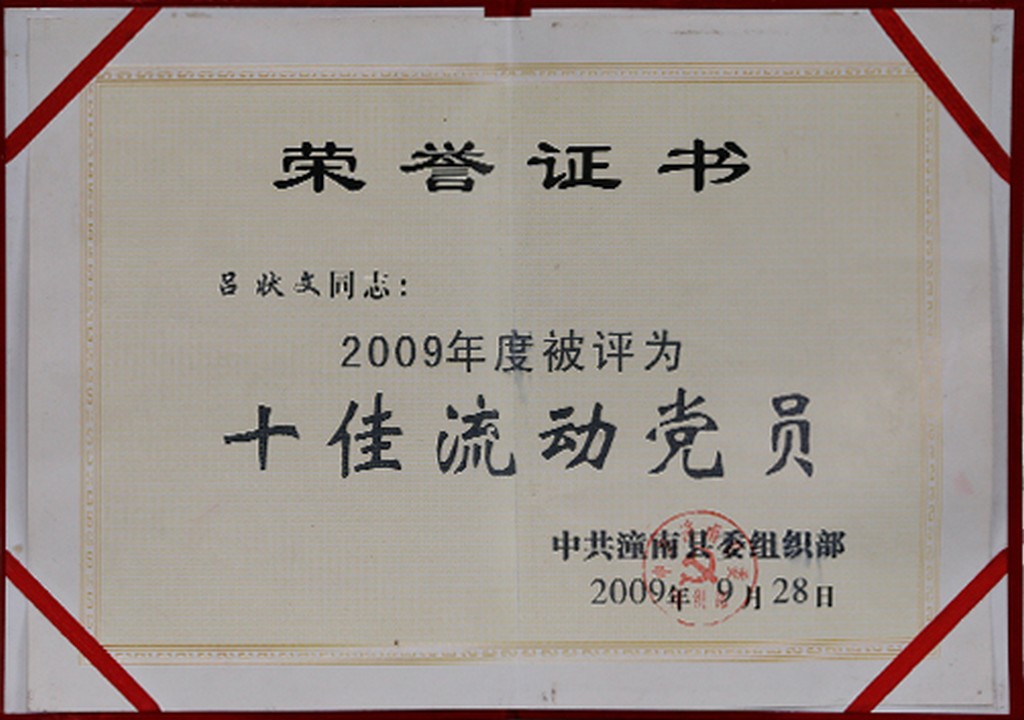 荣誉证书
吕状文同志：
2009年度被评为
十佳流动党员
中共潼南县委组织部
2009年 9月28日